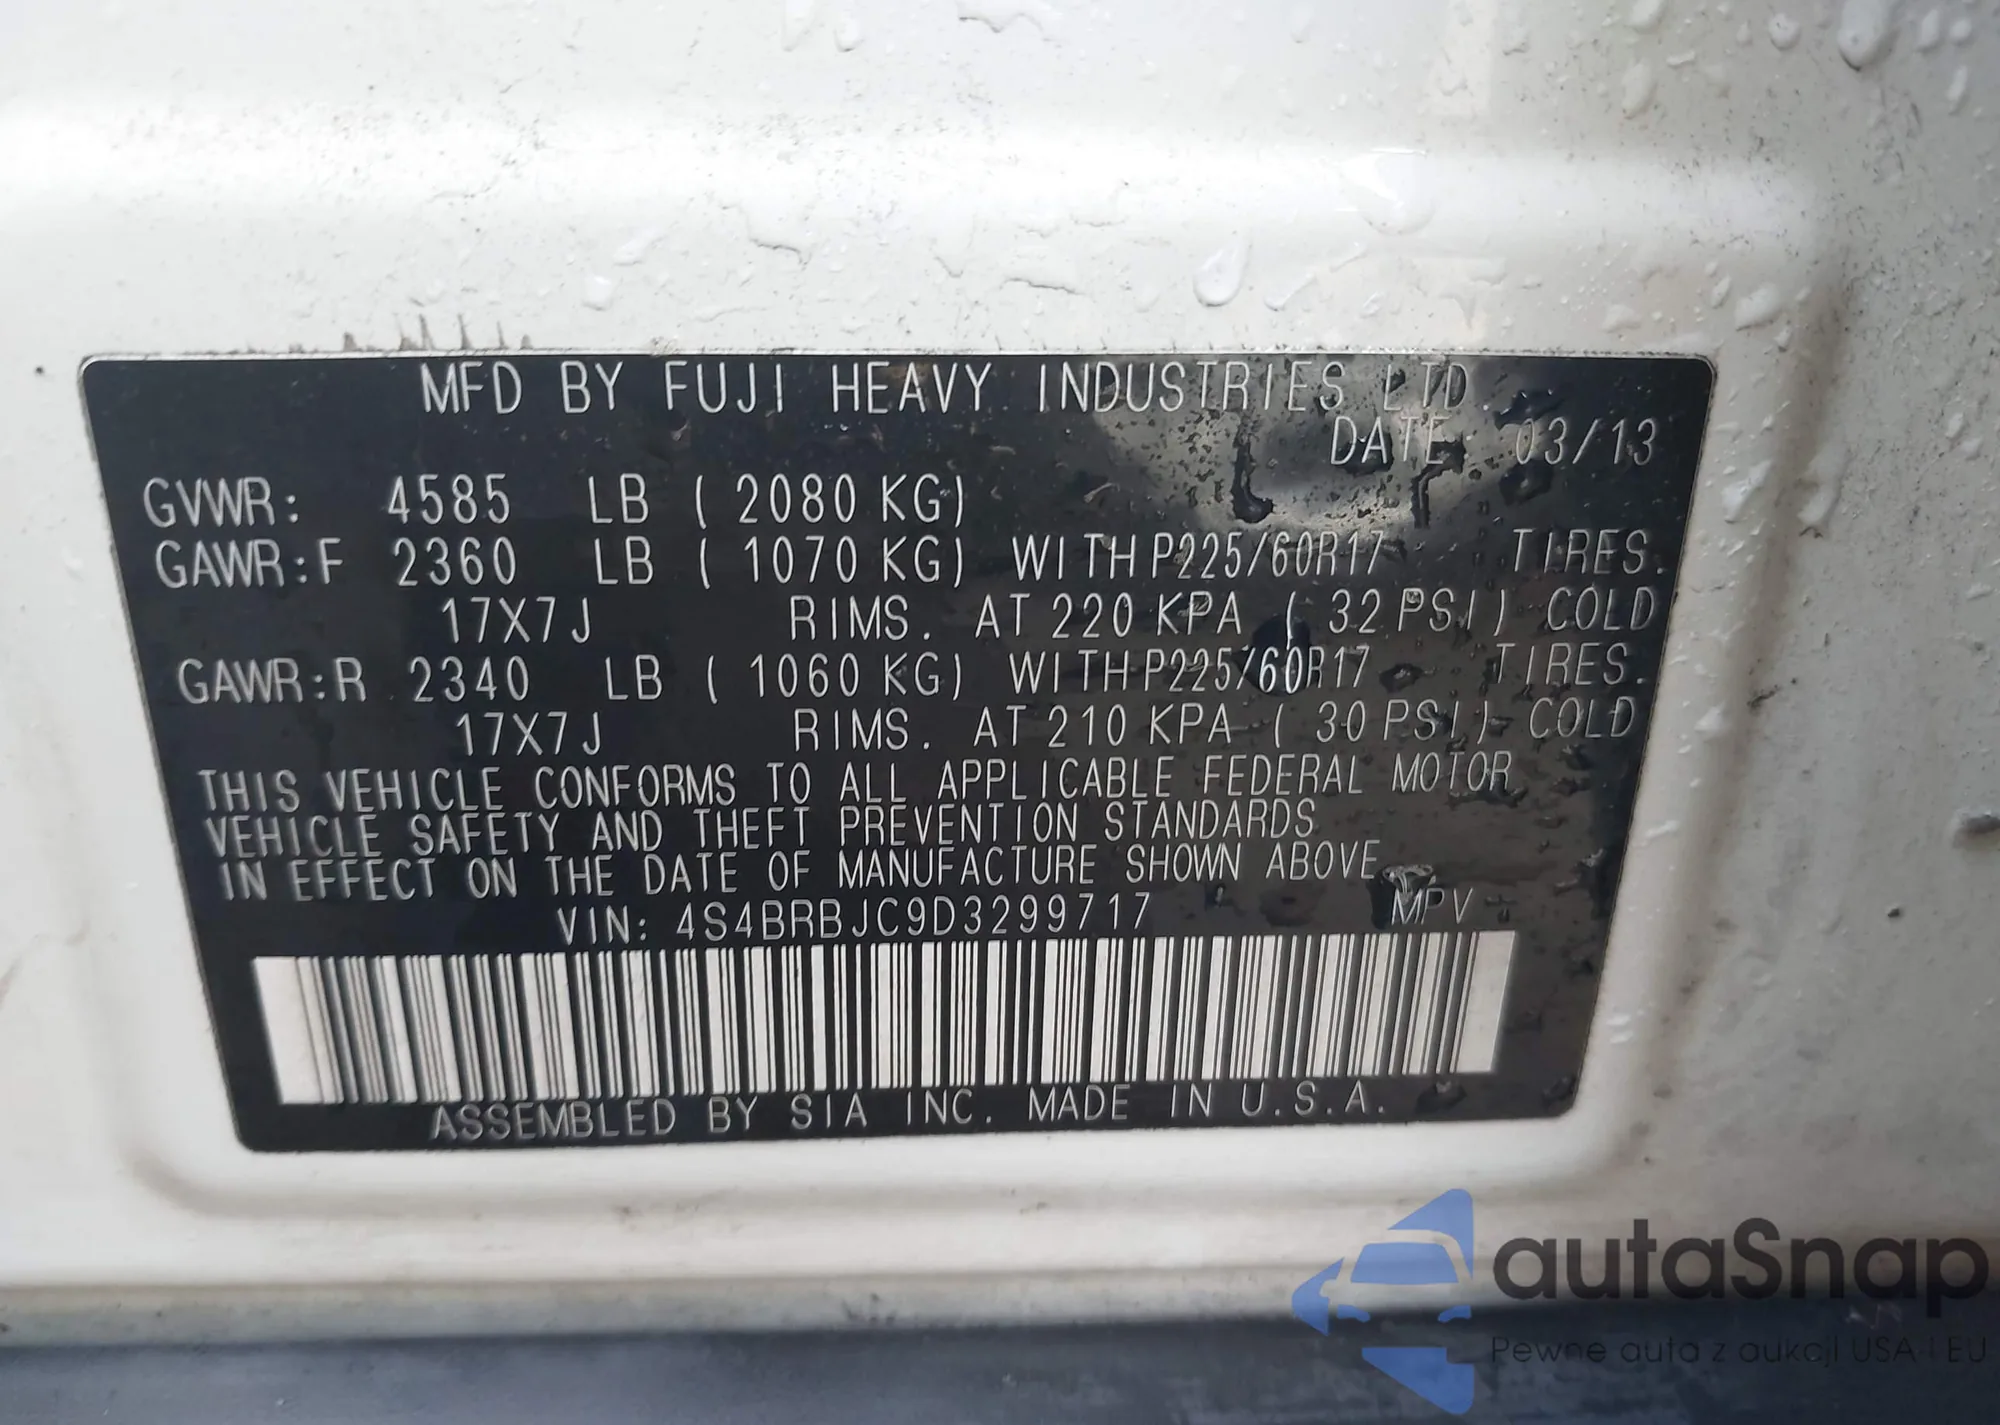 MFD BY FUJI HEAVY INDUSTRIES LTD.
DATE: 03/13
GVWR: 4585 LB ( 2080 KG)
GAWR:F 2360 LB ( 1070 KG) WITH P225/60R17 TIRES.
17X7J RIMS. AT 220 KPA ( 32 PSI) COLD
GAWR:R 2340 LB ( 1060 KG) WITH P225/60R17 TIRES.
17X7J RIMS. AT 210 KPA ( 30 PSI) COLD
THIS VEHICLE CONFORMS TO ALL APPLICABLE FEDERAL MOTOR
VEHICLE SAFETY AND THEFT PREVENTION STANDARDS
IN EFFECT ON THE DATE OF MANUFACTURE SHOWN ABOVE.
VIN: 4S4BRBJC9D3299717 MPV
ASSEMBLED BY SIA INC. MADE IN U.S.A.
autaSnap
Pewne auta z aukcji USA i EU